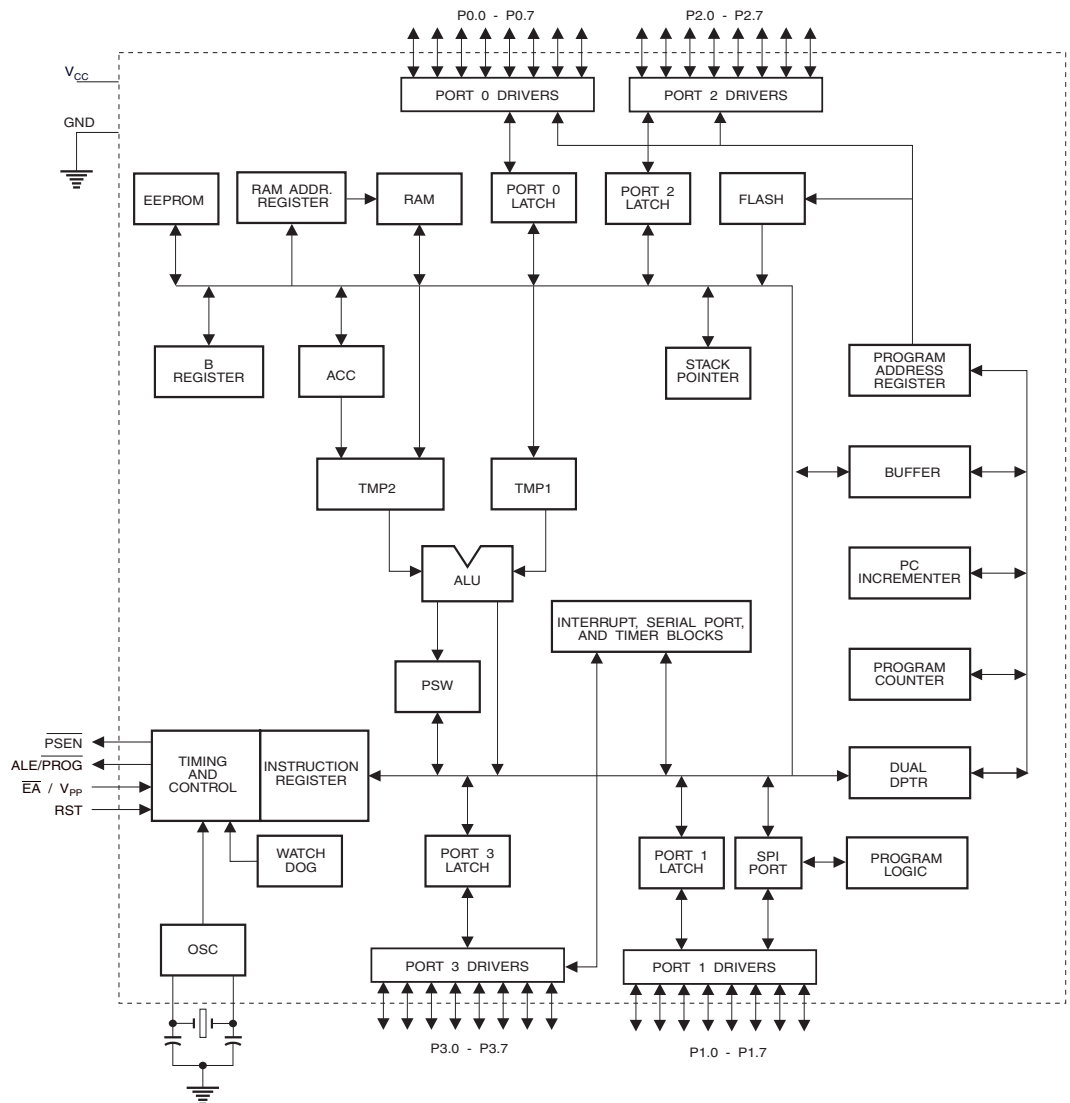 P0.0 - P0.7
P2.0 - P2.7
VCC
PORT 0 DRIVERS
PORT 2 DRIVERS
GND
EEPROM
RAM ADDR.
REGISTER
RAM
PORT 0
LATCH
PORT 2
LATCH
FLASH
B
REGISTER
ACC
STACK
POINTER
PROGRAM
ADDRESS
REGISTER
BUFFER
TMP2
TMP1
PC
INCREMENTER
ALU
INTERRUPT, SERIAL PORT,
AND TIMER BLOCKS
PROGRAM
COUNTER
PSW
PSEN
ALE/PROG
EA / VPP
RST
TIMING
AND
CONTROL
INSTRUCTION
REGISTER
DUAL
DPTR
WATCH
DOG
PORT 3
LATCH
PORT 1
LATCH
SPI
PORT
PROGRAM
LOGIC
OSC
PORT 3 DRIVERS
PORT 1 DRIVERS
P3.0 - P3.7
P1.0 - P1.7